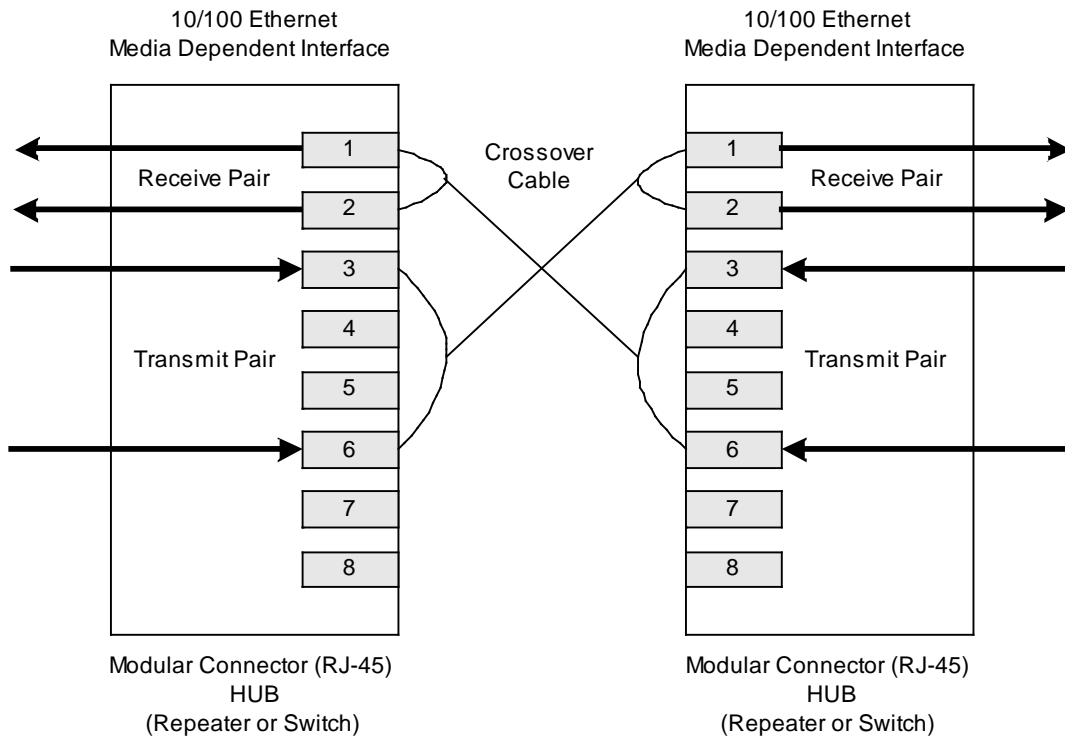 10/100 Ethernet
Media Dependent Interface
10/100 Ethernet
Media Dependent Interface
1
Receive Pair
2
3
4
Transmit Pair
5
6
7
8
Crossover
Cable
1
Receive Pair
2
3
4
Transmit Pair
5
6
7
8
Modular Connector (RJ-45)
HUB
(Repeater or Switch)
Modular Connector (RJ-45)
HUB
(Repeater or Switch)